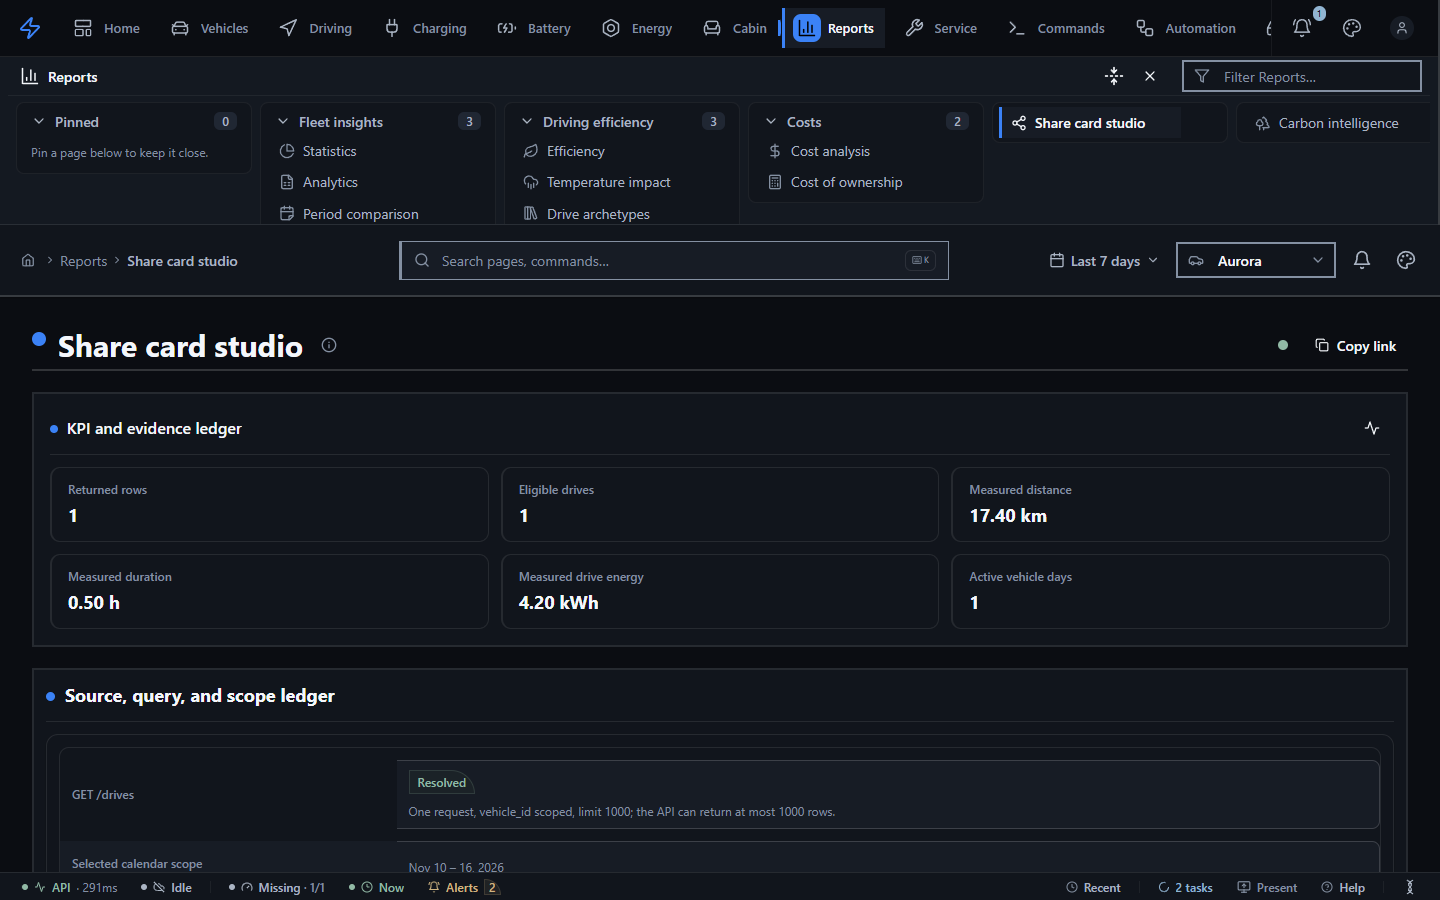 Home Vehicles Driving Charging Battery Energy Cabin Reports Service Commands Automation 1
Reports Filter Reports...
Pinned 0 Fleet insights 3 Driving efficiency 3 Costs 2 Share card studio Carbon intelligence
Pin a page below to keep it close. Statistics Efficiency Cost analysis
Analytics Temperature impact Cost of ownership
Period comparison Drive archetypes
Reports Share card studio Search pages, commands... K Last 7 days Aurora
Share card studio Copy link
KPI and evidence ledger
Returned rows Eligible drives Measured distance
1 1 17.40 km
Measured duration Measured drive energy Active vehicle days
0.50 h 4.20 kWh 1
Source, query, and scope ledger
Resolved
GET /drives
One request, vehicle_id scoped, limit 1000; the API can return at most 1000 rows.
Selected calendar scope
Nov 10 – 16, 2026
API · 291ms Idle Missing · 1/1 Now Alerts 2 Recent 2 tasks Present Help